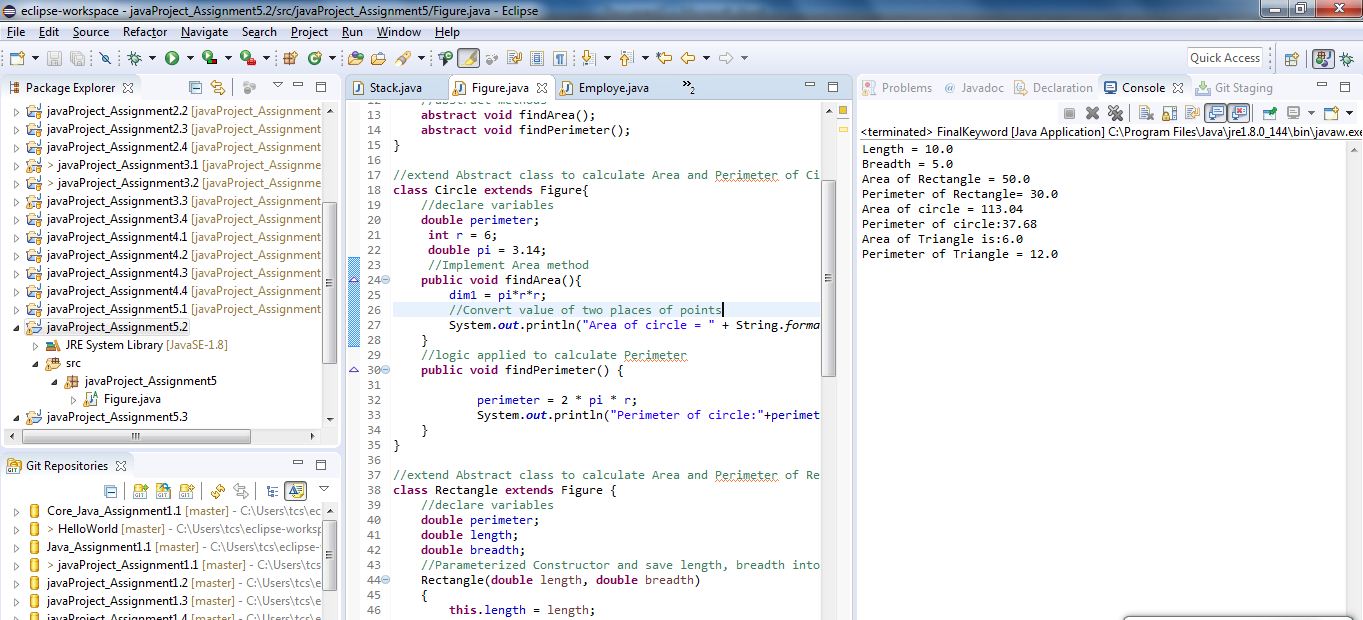 eclipse-workspace - javaProject_Assignment5.2/src/javaProject_Assignment5/Figure.java - Eclipse
File Edit Source Refactor Navigate Search Project Run Window Help
Quick Access
Package Explorer
javaProject_Assignment2.2 [javaProject_Assignment
javaProject_Assignment2.3 [javaProject_Assignment
javaProject_Assignment2.4 [javaProject_Assignment
> javaProject_Assignment3.1 [javaProject_Assignme
> javaProject_Assignment3.2 [javaProject_Assignme
javaProject_Assignment3.3 [javaProject_Assignment
javaProject_Assignment3.4 [javaProject_Assignment
javaProject_Assignment4.1 [javaProject_Assignment
javaProject_Assignment4.2 [javaProject_Assignment
javaProject_Assignment4.3 [javaProject_Assignment
javaProject_Assignment4.4 [javaProject_Assignment
javaProject_Assignment5.1 [javaProject_Assignment
javaProject_Assignment5.2
JRE System Library [JavaSE-1.8]
src
javaProject_Assignment5
Figure.java
javaProject_Assignment5.3
Git Repositories
Core_Java_Assignment1.1 [master] - C:\Users\tcs\ec
> HelloWorld [master] - C:\Users\tcs\eclipse-worksp
Java_Assignment1.1 [master] - C:\Users\tcs\eclipse-
> javaProject_Assignment1.1 [master] - C:\Users\tcs
javaProject_Assignment1.2 [master] - C:\Users\tcs\e
javaProject_Assignment1.3 [master] - C:\Users\tcs\e
javaProject_Assignment1.4 [master] - C:\Users\tcs\e
Stack.java Figure.java Employe.java »2
12 //abstract methods
13 abstract void findArea();
14 abstract void findPerimeter();
15 }
16
17 //extend Abstract class to calculate Area and Perimeter of Ci
18 class Circle extends Figure{
19 //declare variables
20 double perimeter;
21 int r = 6;
22 double pi = 3.14;
23 //Implement Area method
24 public void findArea(){
25 dim1 = pi*r*r;
26 //Convert value of two places of points
27 System.out.println("Area of circle = " + String.forma
28 }
29 //logic applied to calculate Perimeter
30 public void findPerimeter() {
31
32 perimeter = 2 * pi * r;
33 System.out.println("Perimeter of circle:"+perimet
34 }
35 }
36
37 //extend Abstract class to calculate Area and Perimeter of Re
38 class Rectangle extends Figure {
39 //declare variables
40 double perimeter;
41 double length;
42 double breadth;
43 //Parameterized Constructor and save length, breadth into
44 Rectangle(double length, double breadth)
45 {
46 this.length = length;
Problems @ Javadoc Declaration Console Git Staging
<terminated> FinalKeyword [Java Application] C:\Program Files\Java\jre1.8.0_144\bin\javaw.exe
Length = 10.0
Breadth = 5.0
Area of Rectangle = 50.0
Perimeter of Rectangle= 30.0
Area of circle = 113.04
Perimeter of circle:37.68
Area of Triangle is:6.0
Perimeter of Triangle = 12.0